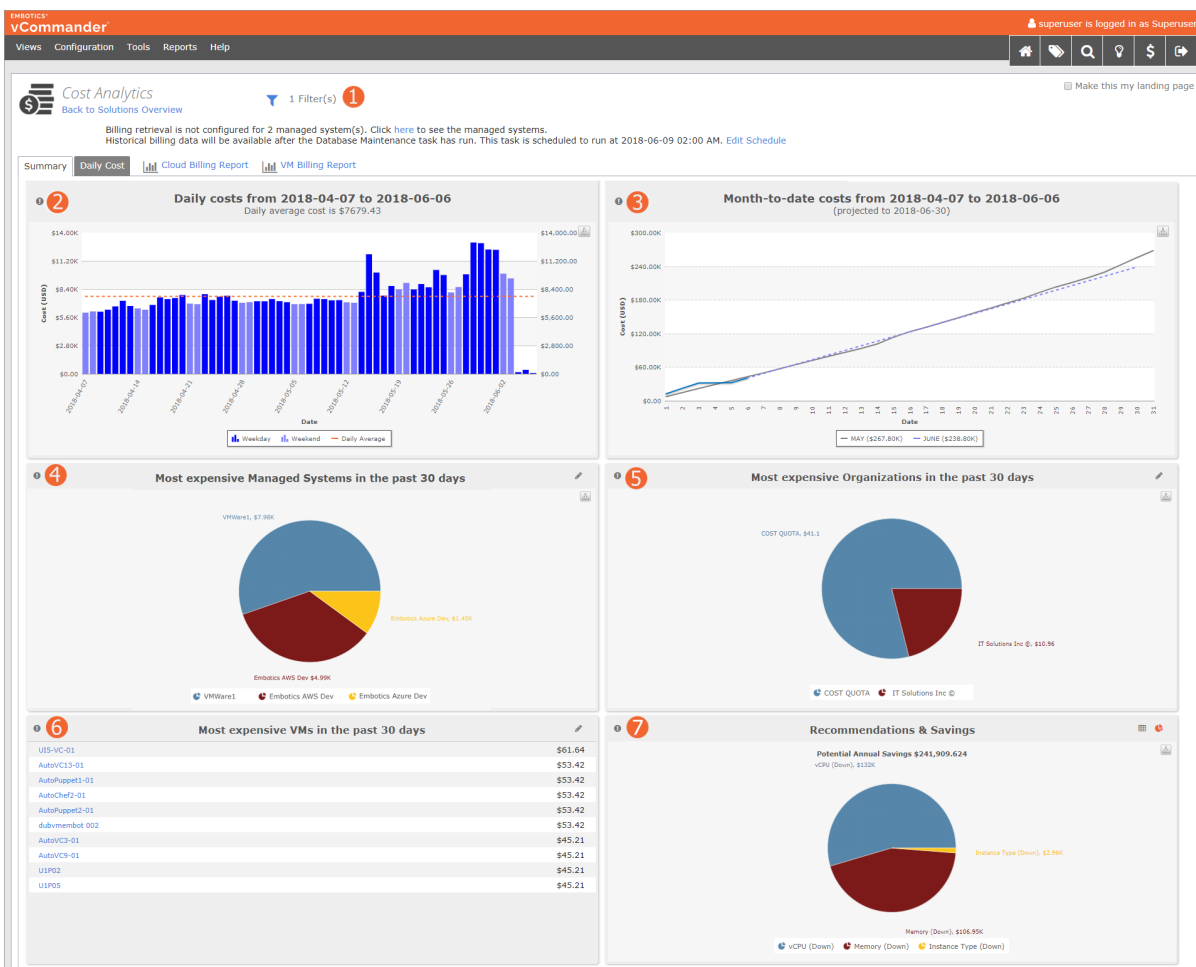 EMBOTICS®
vCommander
superuser is logged in as Superuser
Views Configuration Tools Reports Help
Cost Analytics
Back to Solutions Overview
1 Filter(s) 1
Make this my landing page
Billing retrieval is not configured for 2 managed system(s). Click here to see the managed systems.
Historical billing data will be available after the Database Maintenance task has run. This task is scheduled to run at 2018-06-09 02:00 AM. Edit Schedule
Summary Daily Cost Cloud Billing Report VM Billing Report
2
Daily costs from 2018-04-07 to 2018-06-06
Daily average cost is $7679.43
$14.00K
$11.20K
$8.40K
$5.60K
$2.80K
$0.00
Cost (USD)
$14,000.00
$11,200.00
$8,400.00
$5,600.00
$2,800.00
$0.00
2018-04-07 2018-04-14 2018-04-21 2018-04-28 2018-05-05 2018-05-12 2018-05-19 2018-05-26 2018-06-02
Date
Weekday Weekend Daily Average
3
Month-to-date costs from 2018-04-07 to 2018-06-06
(projected to 2018-06-30)
$300.00K
$240.00K
$180.00K
$120.00K
$60.00K
$0.00
Cost (USD)
1 2 3 4 5 6 7 8 9 10 11 12 13 14 15 16 17 18 19 20 21 22 23 24 25 26 27 28 29 30 31
Date
MAY ($267.80K) JUNE ($238.80K)
4
Most expensive Managed Systems in the past 30 days
VMWare1, $7.98K
Embotics Azure Dev, $1.45K
Embotics AWS Dev $4.99K
VMWare1 Embotics AWS Dev Embotics Azure Dev
5
Most expensive Organizations in the past 30 days
COST QUOTA, $41.1
IT Solutions Inc ©, $10.96
COST QUOTA IT Solutions Inc ©
6
Most expensive VMs in the past 30 days
UI5-VC-01 $61.64
AutoVC13-01 $53.42
AutoPuppet1-01 $53.42
AutoChef2-01 $53.42
AutoPuppet2-01 $53.42
dubvmembot 002 $53.42
AutoVC3-01 $45.21
AutoVC9-01 $45.21
U1P02 $45.21
U1P05 $45.21
7
Recommendations & Savings
Potential Annual Savings $241,909.624
vCPU (Down), $132K
Instance Type (Down), $2.96K
Memory (Down), $106.95K
vCPU (Down) Memory (Down) Instance Type (Down)